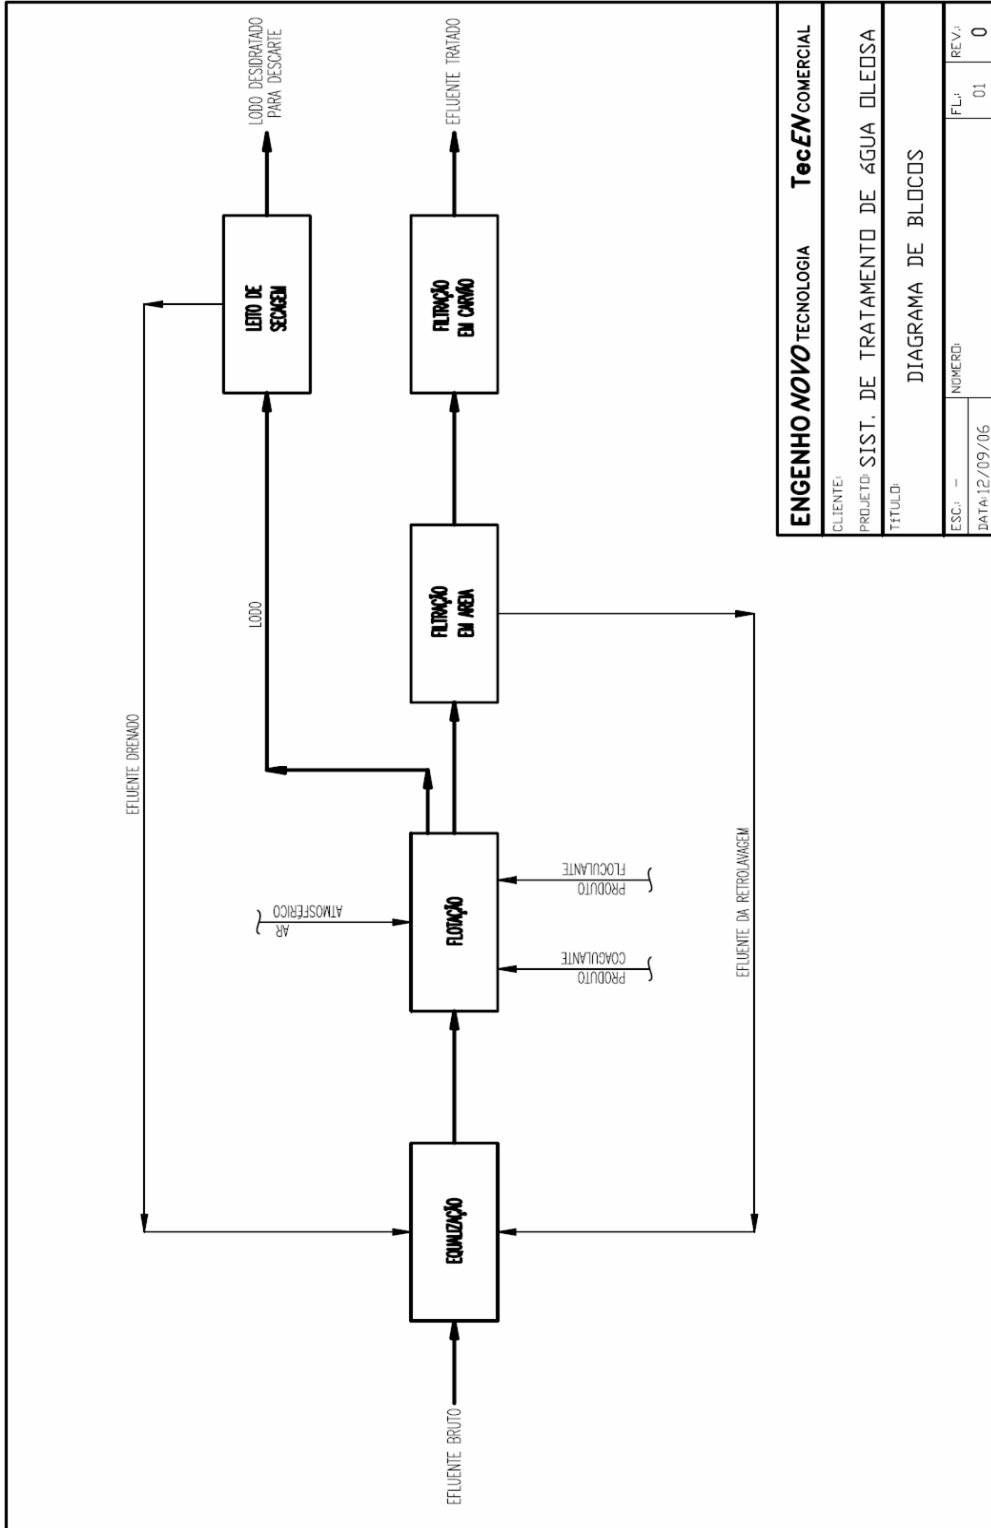 EFLUENTE DRENADO
LODO DESIDRATADO
PARA DESCARTE
LEITO DE
SECAGEM
LODO
AR
ATMOSFÉRICO
EFLUENTE BRUTO
EQUALIZAÇÃO
FLOTAÇÃO
FILTRAÇÃO
EM AREIA
FILTRAÇÃO
EM CARVÃO
EFLUENTE TRATADO
PRODUTO
COAGULANTE
PRODUTO
FLOCULANTE
EFLUENTE DA RETROLAVAGEM
ENGENHO NOVO TECNOLOGIA TecEN COMERCIAL
CLIENTE:
PROJETO: SIST. DE TRATAMENTO DE ÁGUA OLEOSA
TÍTULO:
DIAGRAMA DE BLOCOS
ESC.: - NÚMERO: FL.: 01 REV.: 0
DATA: 12/09/06